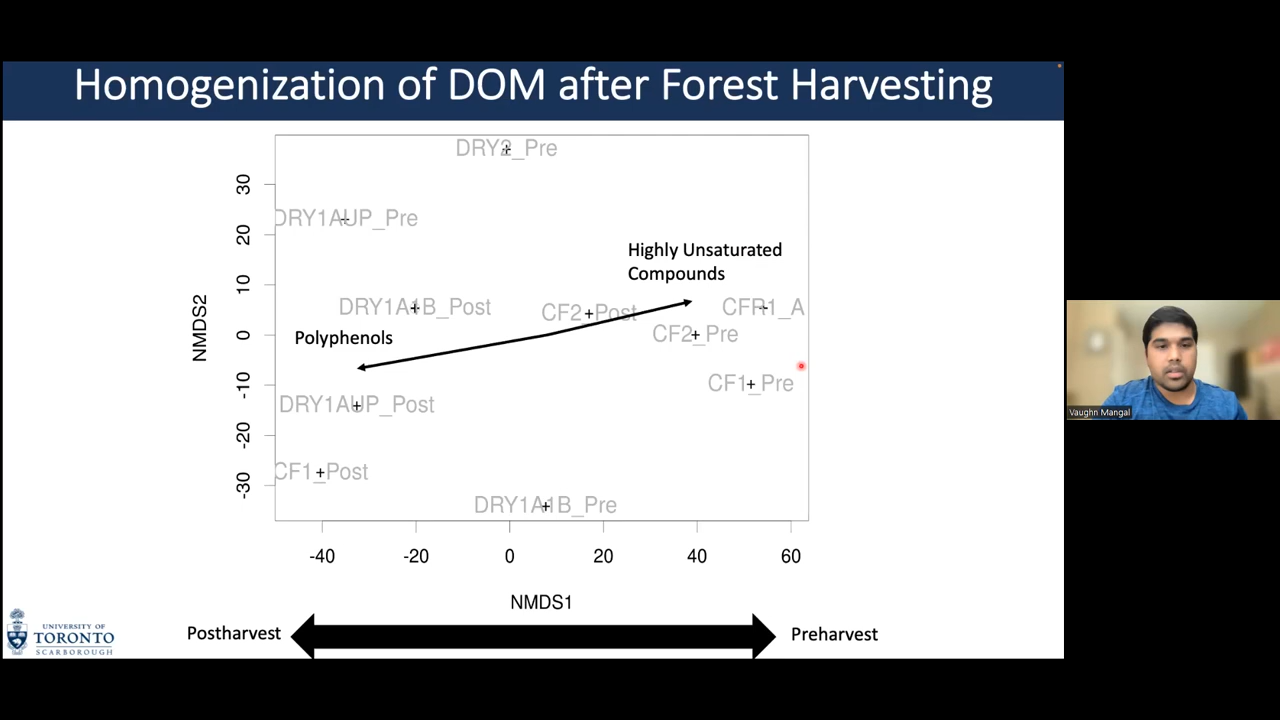 Homogenization of DOM after Forest Harvesting
DRY2_Pre
DRY1AUP_Pre
Highly Unsaturated
Compounds
DRY1A1B_Post
CF2_Post
CFR1_A
CF2_Pre
Polyphenols
CF1_Pre
DRY1AUP_Post
CF1_Post
DRY1A1B_Pre
NMDS2
30
20
10
0
-10
-20
-30
-40
-20
0
20
40
60
NMDS1
Postharvest
Preharvest
UNIVERSITY OF
TORONTO
SCARBOROUGH
Vaughn Mangal